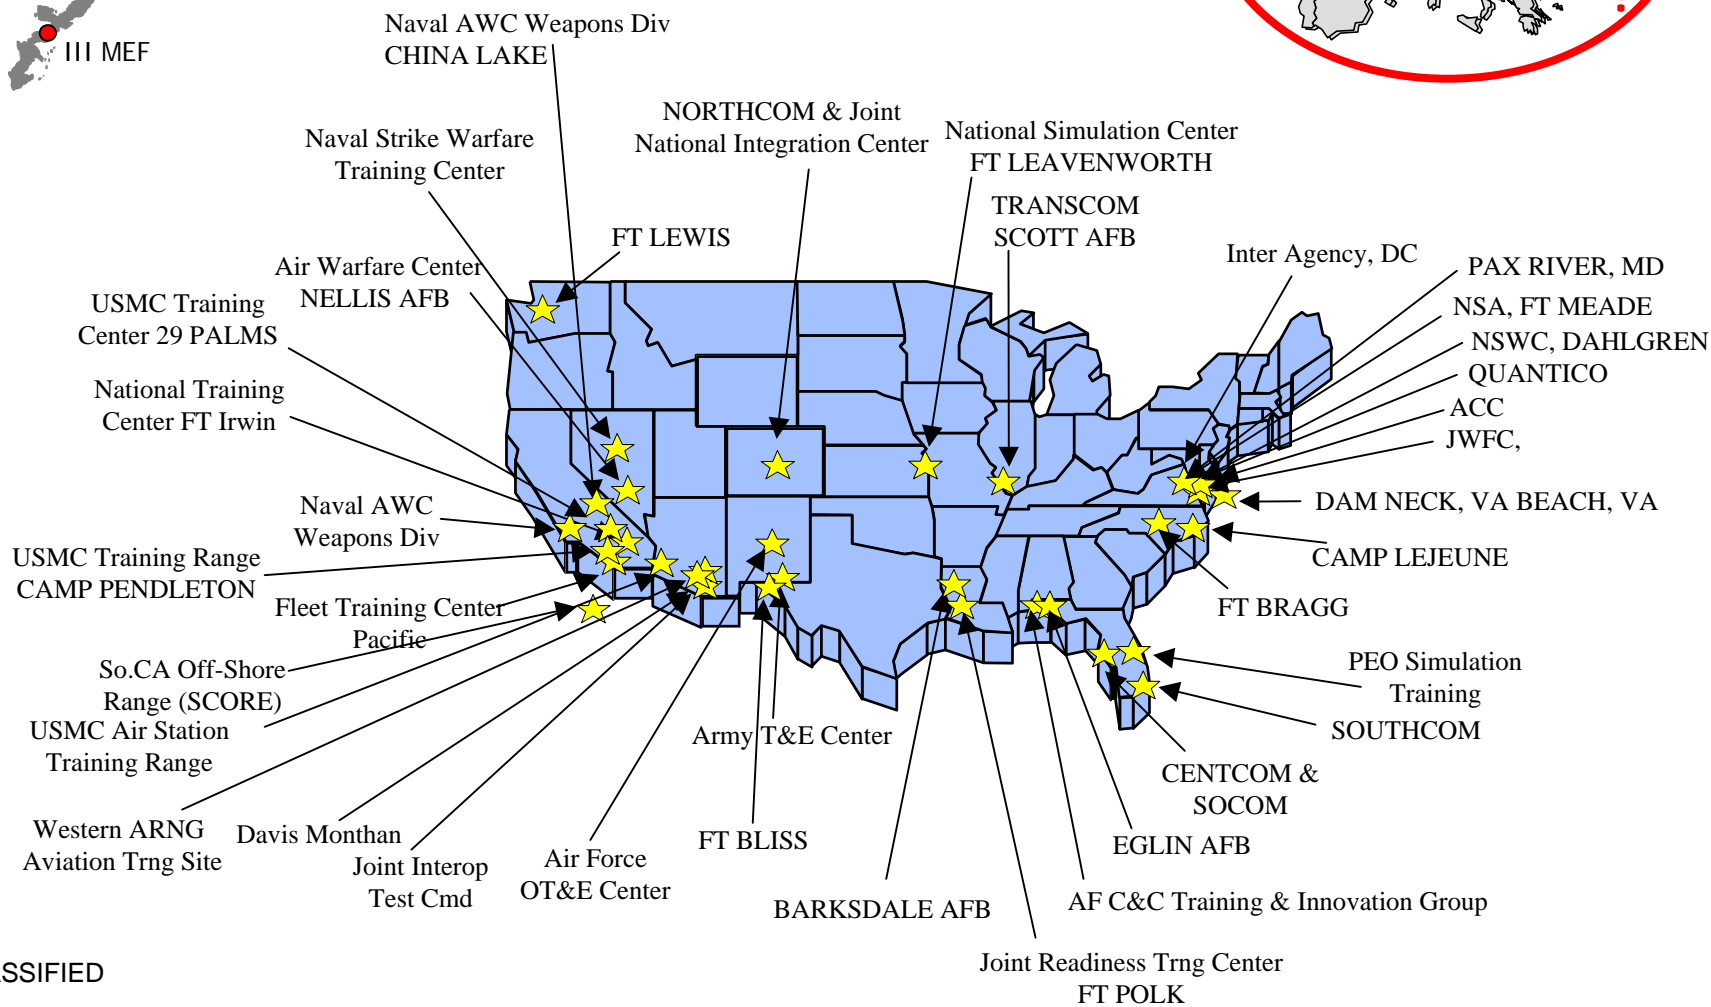 Naval AWC Weapons Div
CHINA LAKE
III MEF
NORTHCOM & Joint
National Integration Center
National Simulation Center
FT LEAVENWORTH
Naval Strike Warfare
Training Center
TRANSCOM
SCOTT AFB
FT LEWIS
Inter Agency, DC
PAX RIVER, MD
Air Warfare Center
NELLIS AFB
NSA, FT MEADE
USMC Training
Center 29 PALMS
NSWC, DAHLGREN
QUANTICO
National Training
Center FT Irwin
ACC
JWFC,
Naval AWC
Weapons Div
DAM NECK, VA BEACH, VA
USMC Training Range
CAMP PENDLETON
CAMP LEJEUNE
Fleet Training Center
Pacific
FT BRAGG
So.CA Off-Shore
Range (SCORE)
PEO Simulation
Training
USMC Air Station
Training Range
Army T&E Center
SOUTHCOM
CENTCOM &
SOCOM
Western ARNG
Aviation Trng Site
Davis Monthan
Joint Interop
Test Cmd
Air Force
OT&E Center
FT BLISS
EGLIN AFB
BARKSDALE AFB
AF C&C Training & Innovation Group
Joint Readiness Trng Center
FT POLK
ASSIFIED